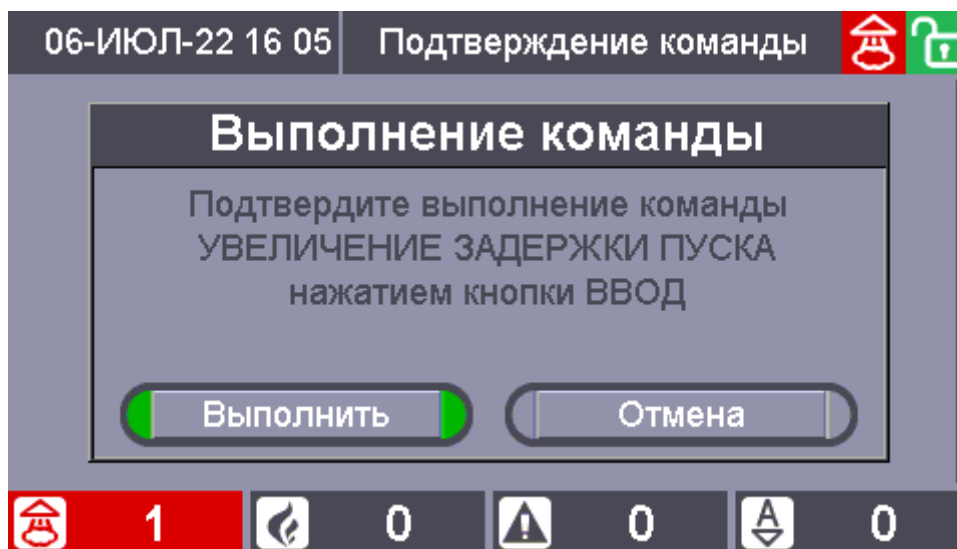 06-ИЮЛ-22 16 05 Подтверждение команды
Выполнение команды
Подтвердите выполнение команды
УВЕЛИЧЕНИЕ ЗАДЕРЖКИ ПУСКА
нажатием кнопки ВВОД
Выполнить Отмена
1 0 0 A 0